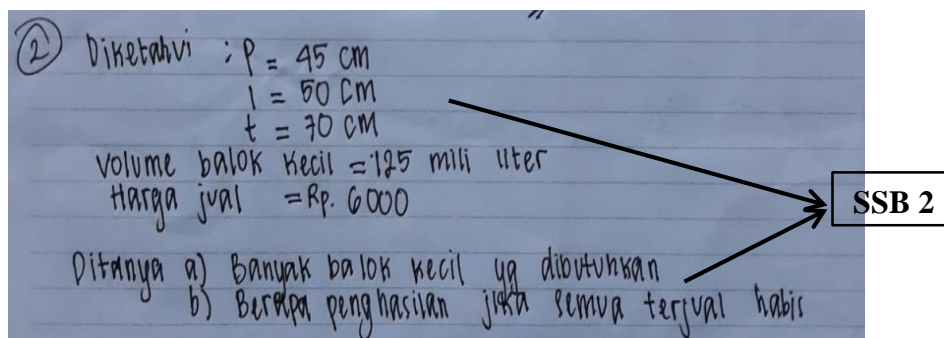 2 Diketahui : P = 45 cm
l = 50 cm
t = 70 cm
Volume balok kecil = 125 mili liter
Harga jual = Rp. 6000
SSB 2
Ditanya a) Banyak balok kecil yg dibutuhkan
b) Berapa penghasilan jika semua terjual habis